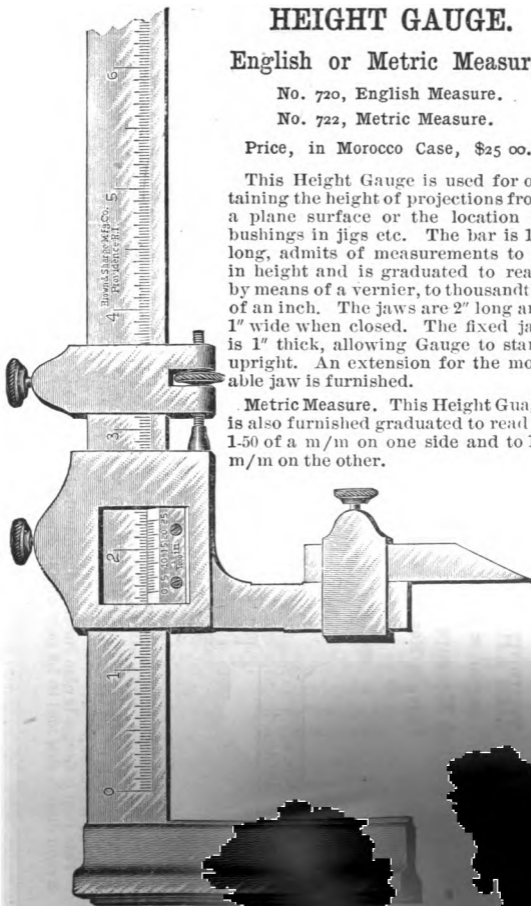 HEIGHT GAUGE.
English or Metric Measur
No. 720, English Measure.
No. 722, Metric Measure.
Price, in Morocco Case, $25 00.
This Height Gauge is used for o
taining the height of projections fro
a plane surface or the location
bushings in jigs etc. The bar is 1
long, admits of measurements to
in height and is graduated to rea
by means of a vernier, to thousandt
of an inch. The jaws are 2" long a
1" wide when closed. The fixed ja
is 1" thick, allowing Gauge to stan
upright. An extension for the mo
able jaw is furnished.
Metric Measure. This Height Gua
is also furnished graduated to read
1-50 of a m/m on one side and to
m/m on the other.
6
5
Sharpe Mfg Co.
Providence R.I.
4
3
2
1
0